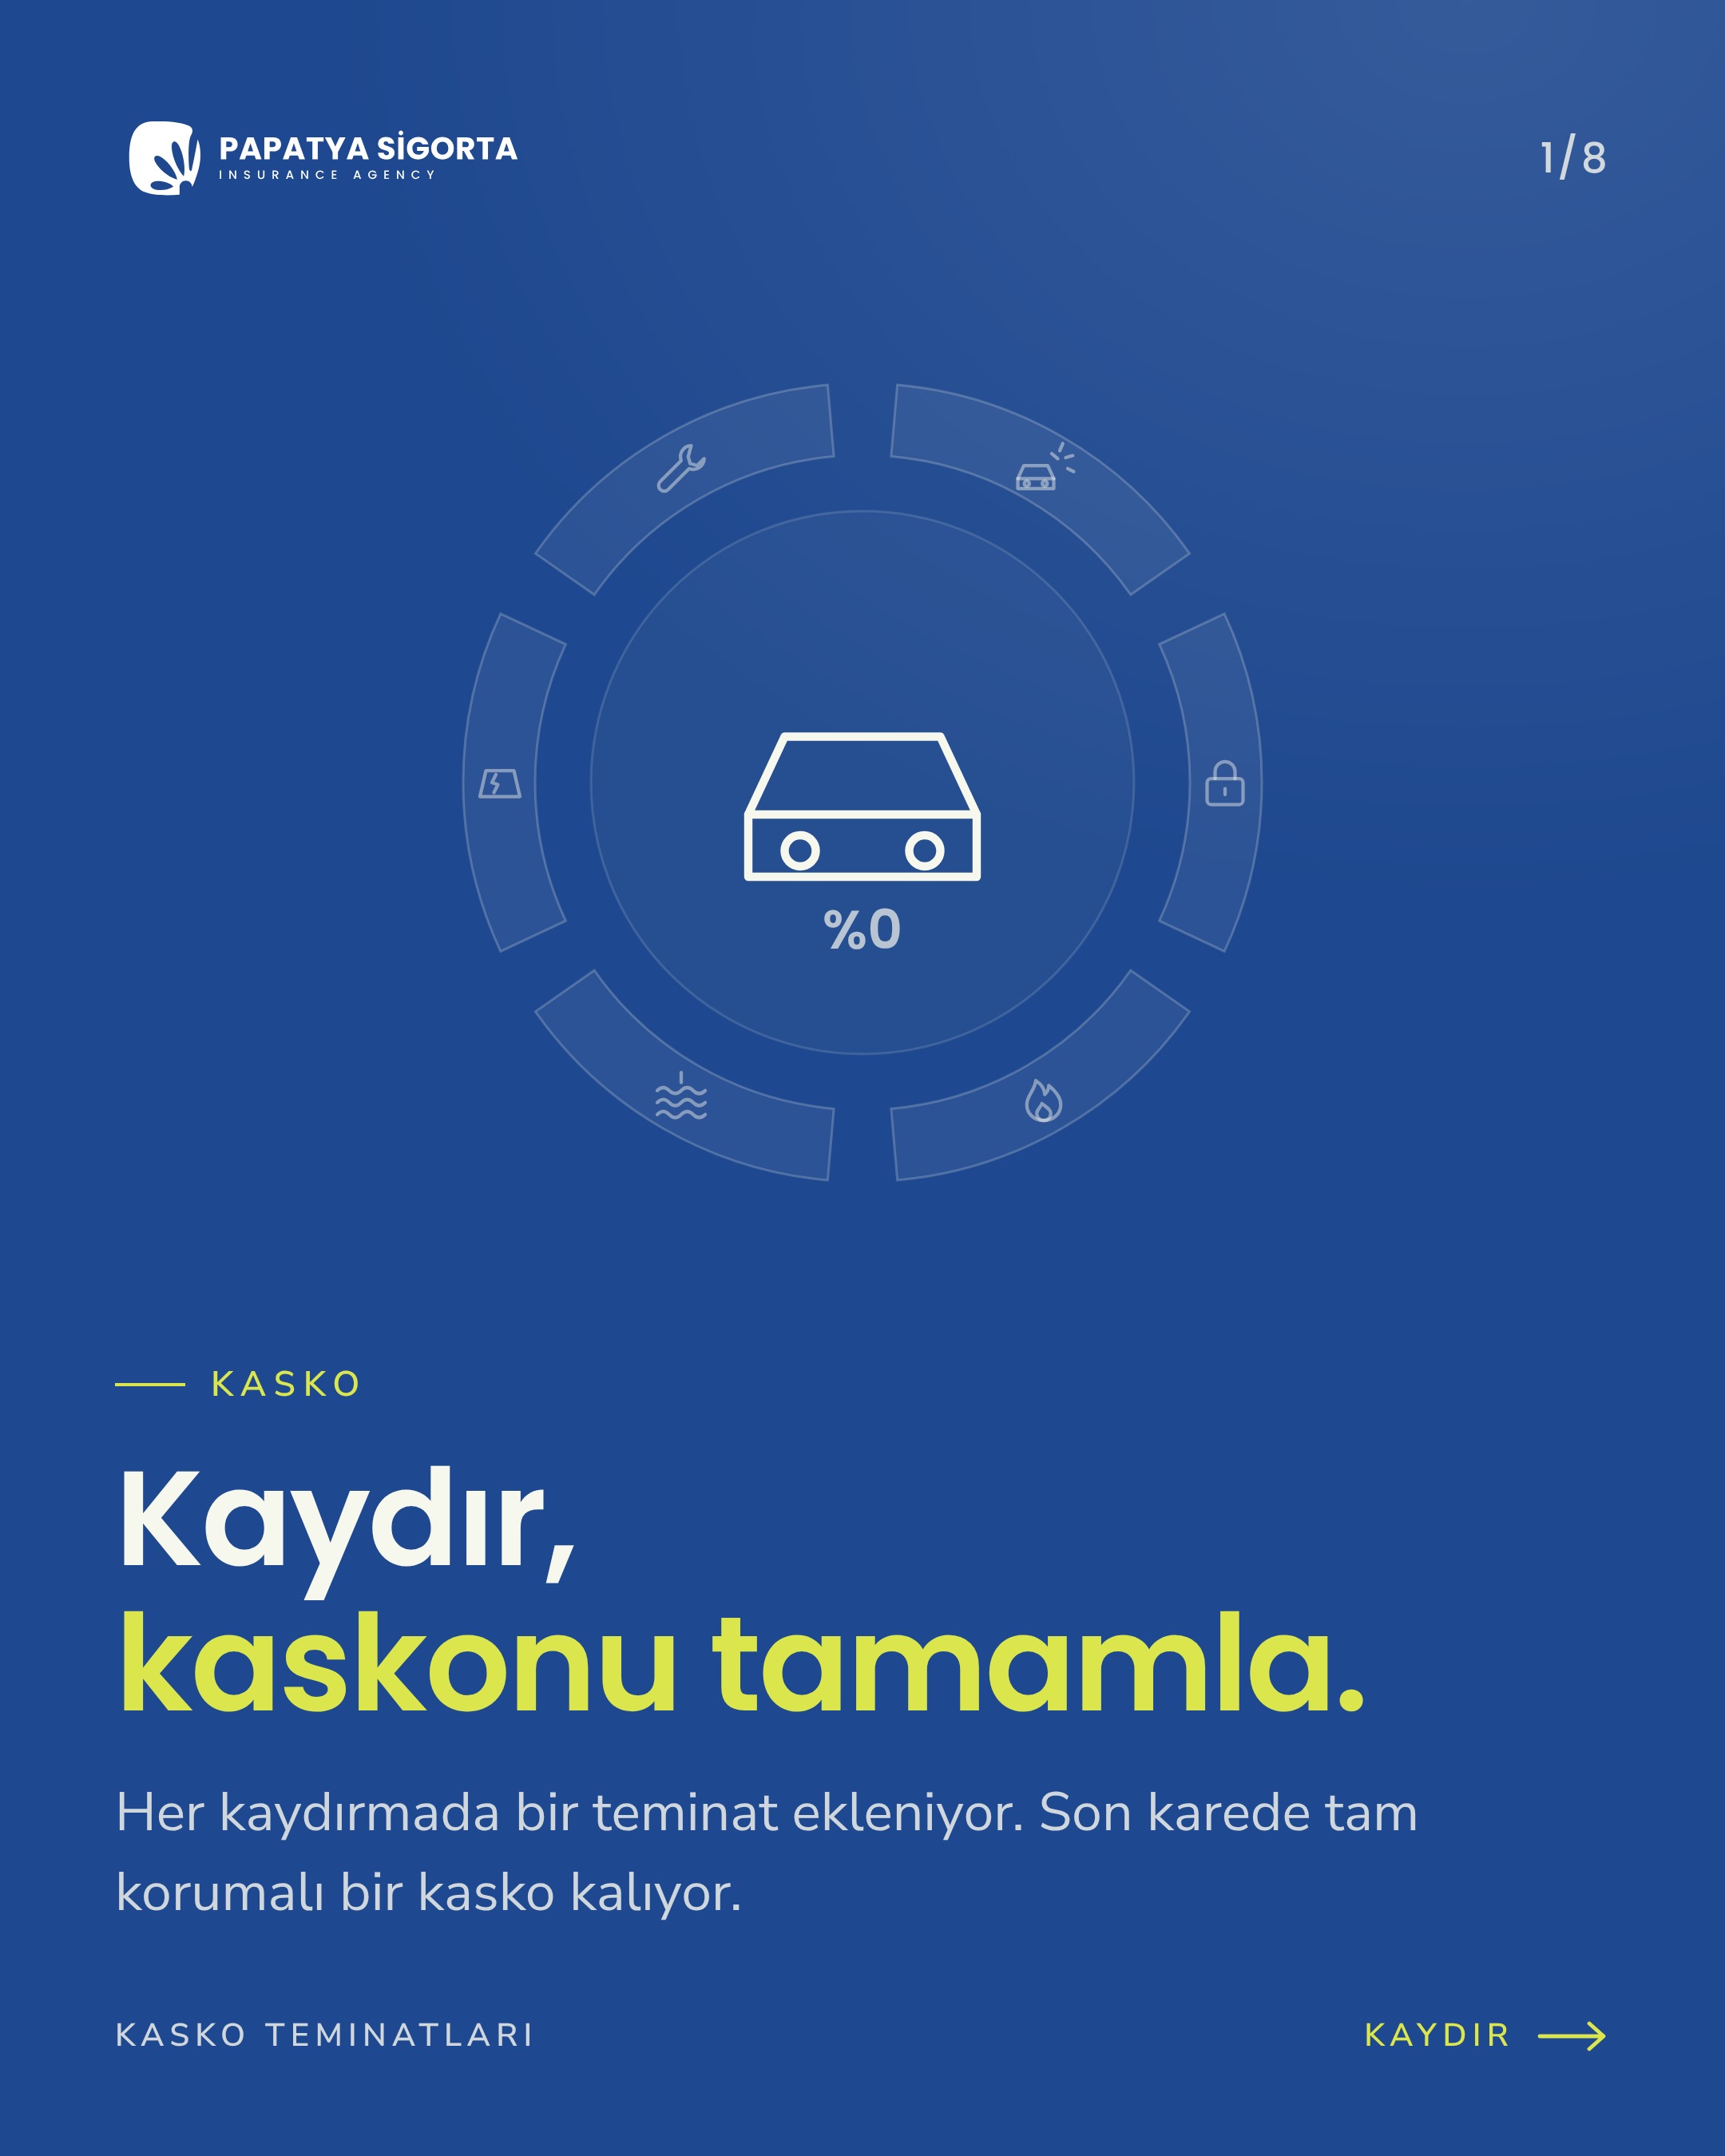 PAPATYA SİGORTA
INSURANCE AGENCY
1/8
%0
KASKO
Kaydır,
kaskonu tamamla.
Her kaydırmada bir teminat ekleniyor. Son karede tam
korumalı bir kasko kalıyor.
KASKO TEMINATLARI
KAYDIR